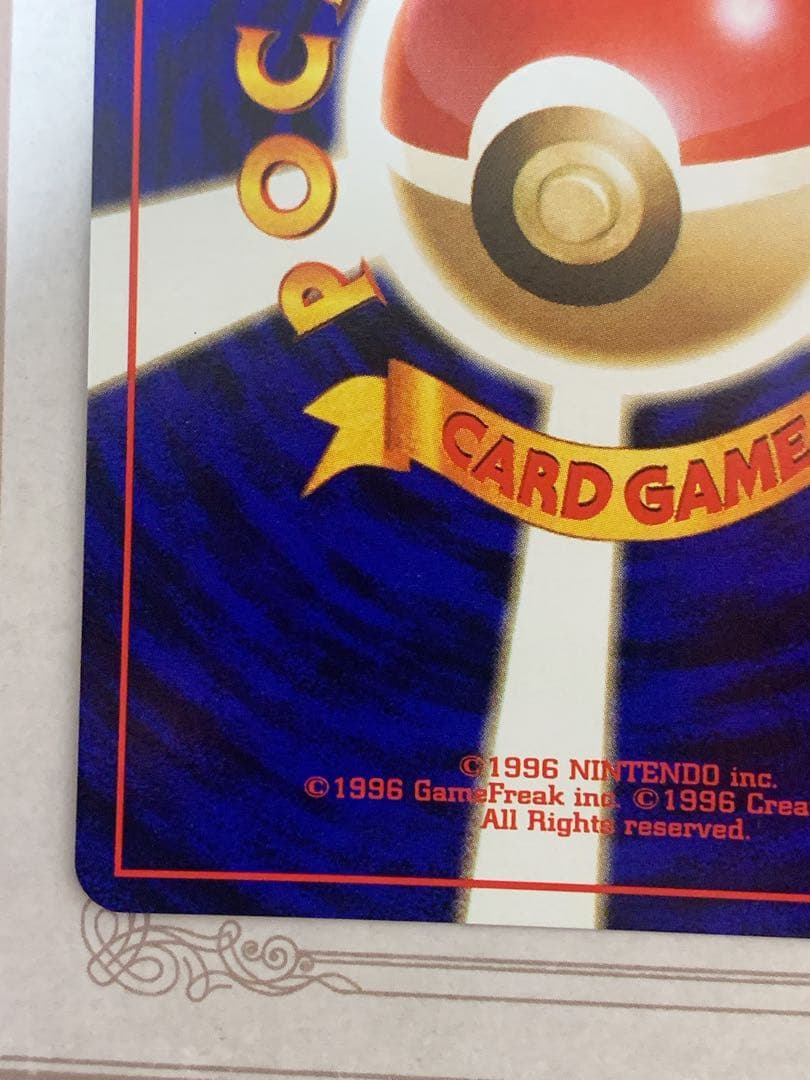 POC
CARD GAME
©1996 NINTENDO inc.
©1996 GameFreak inc. ©1996 Crea
All Rights reserved.